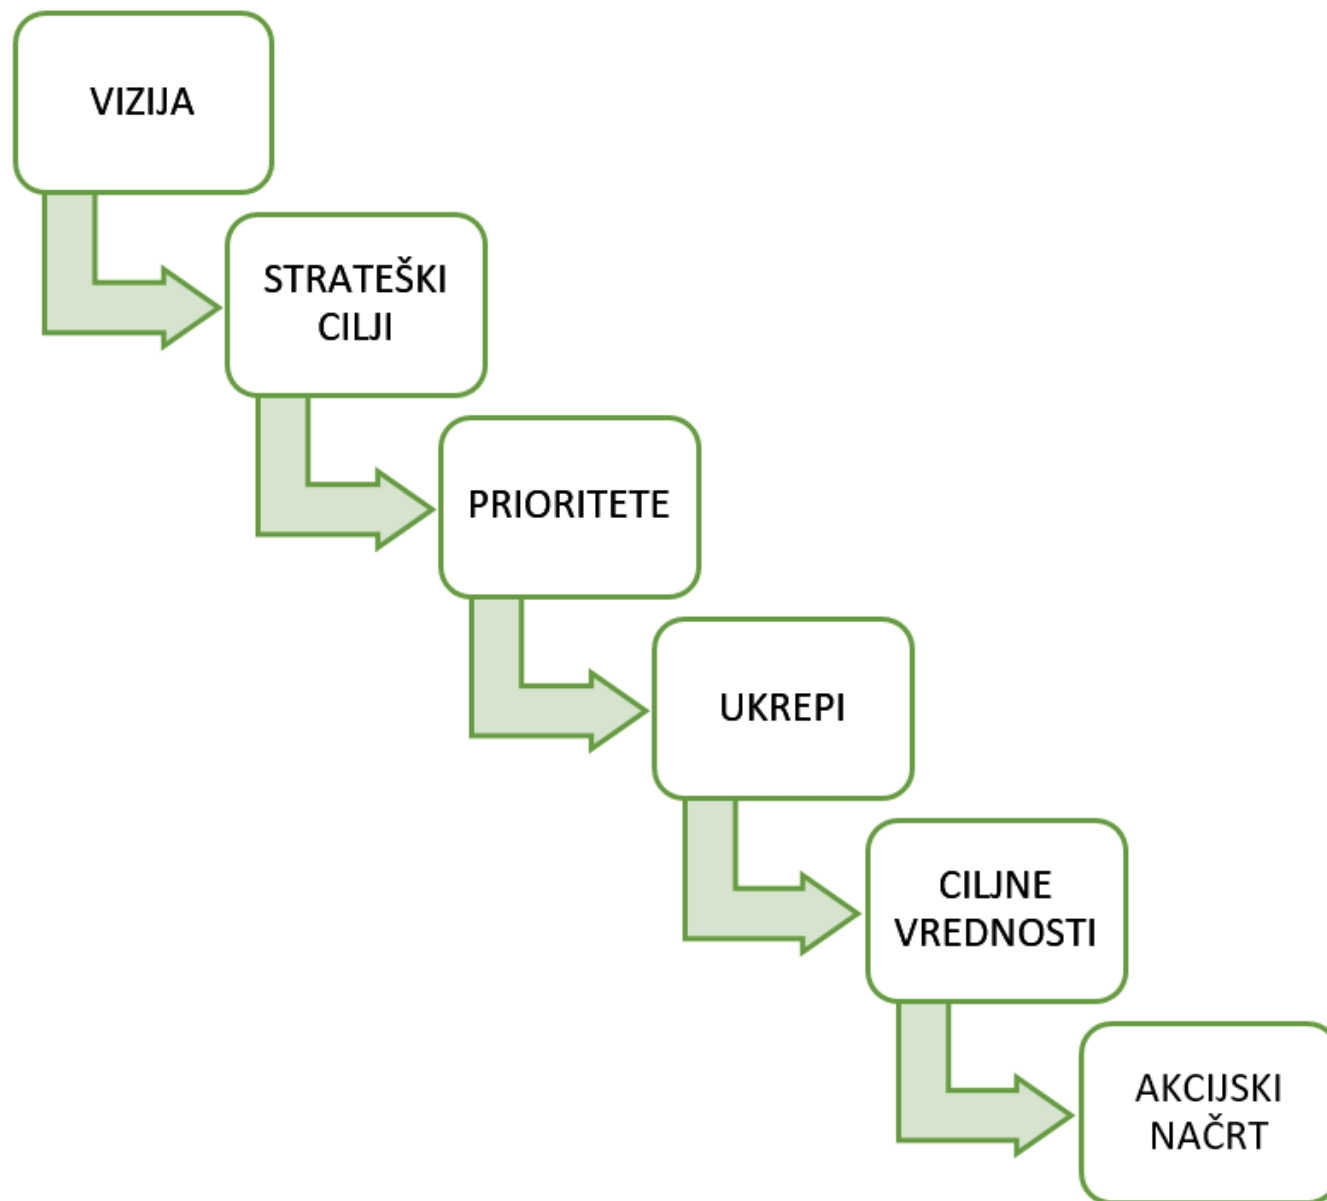 VIZIJA
STRATEŠKI
CILJI
PRIORITETE
UKREPI
CILJNE
VREDNOSTI
AKCIJSKI
NAČRT